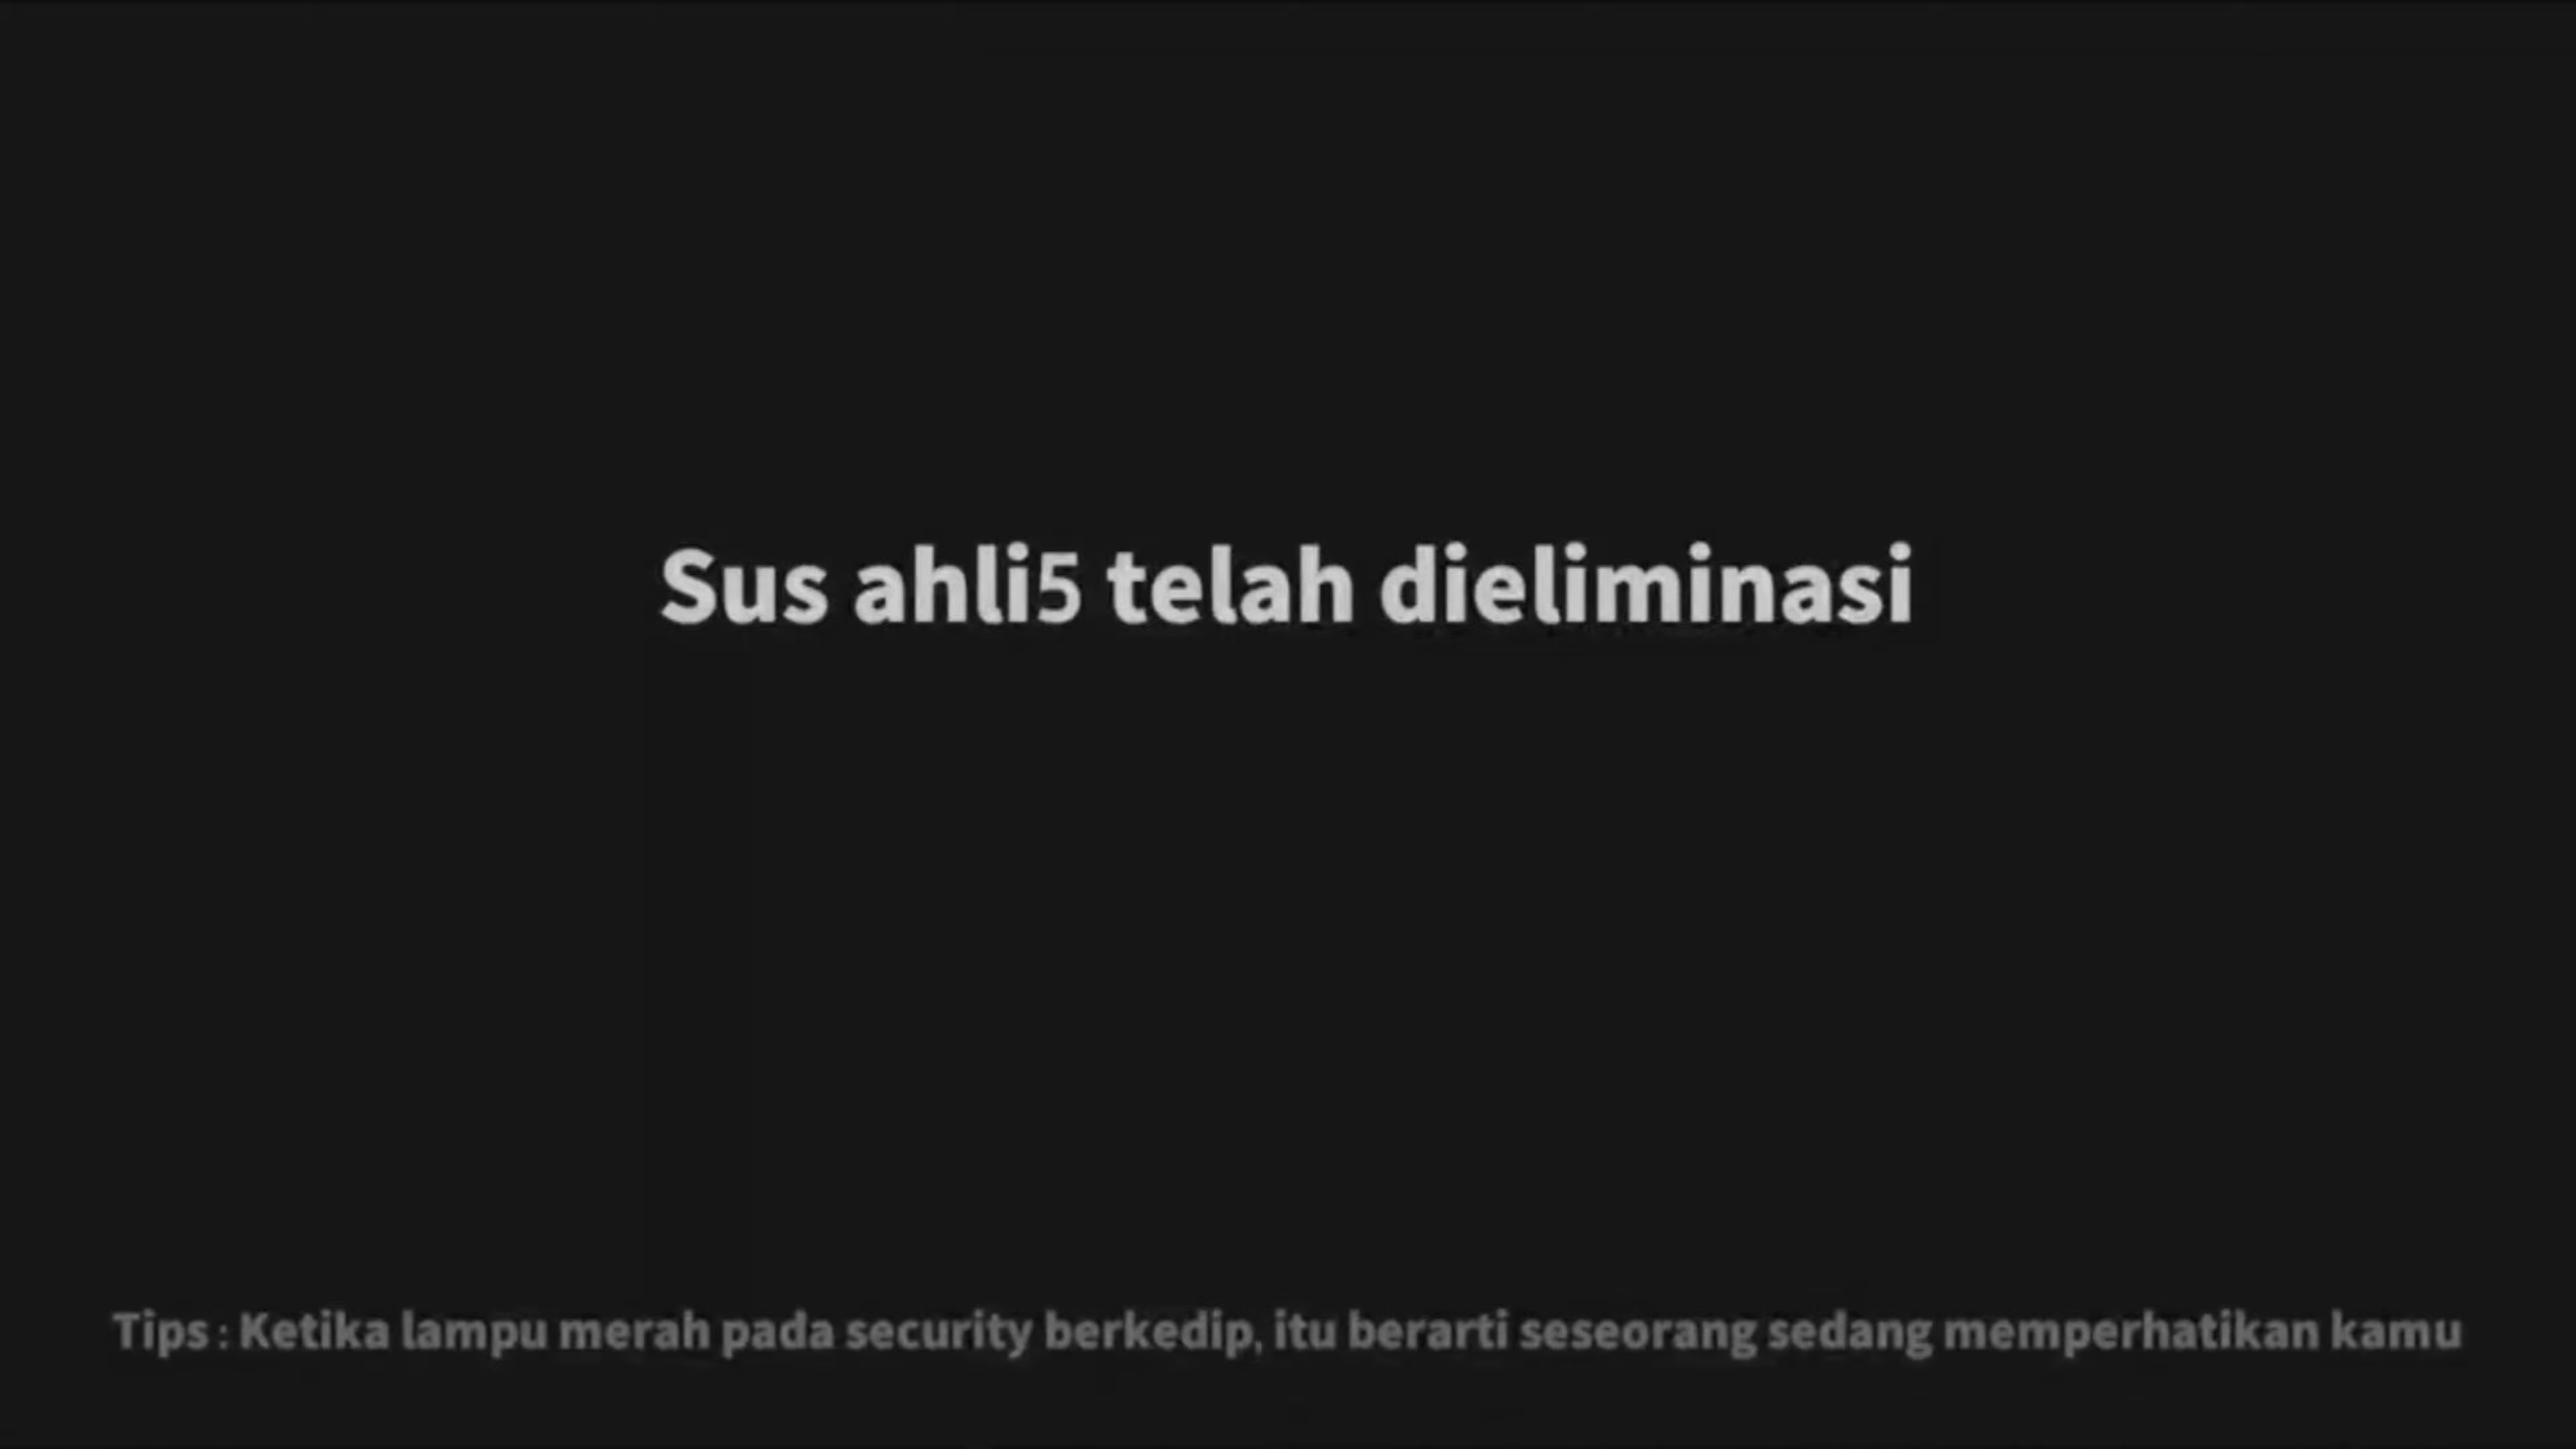 Sus ahli5 telah dieliminasi
Tips : Ketika lampu merah pada security berkedip, itu berarti seseorang sedang memperhatikan kamu